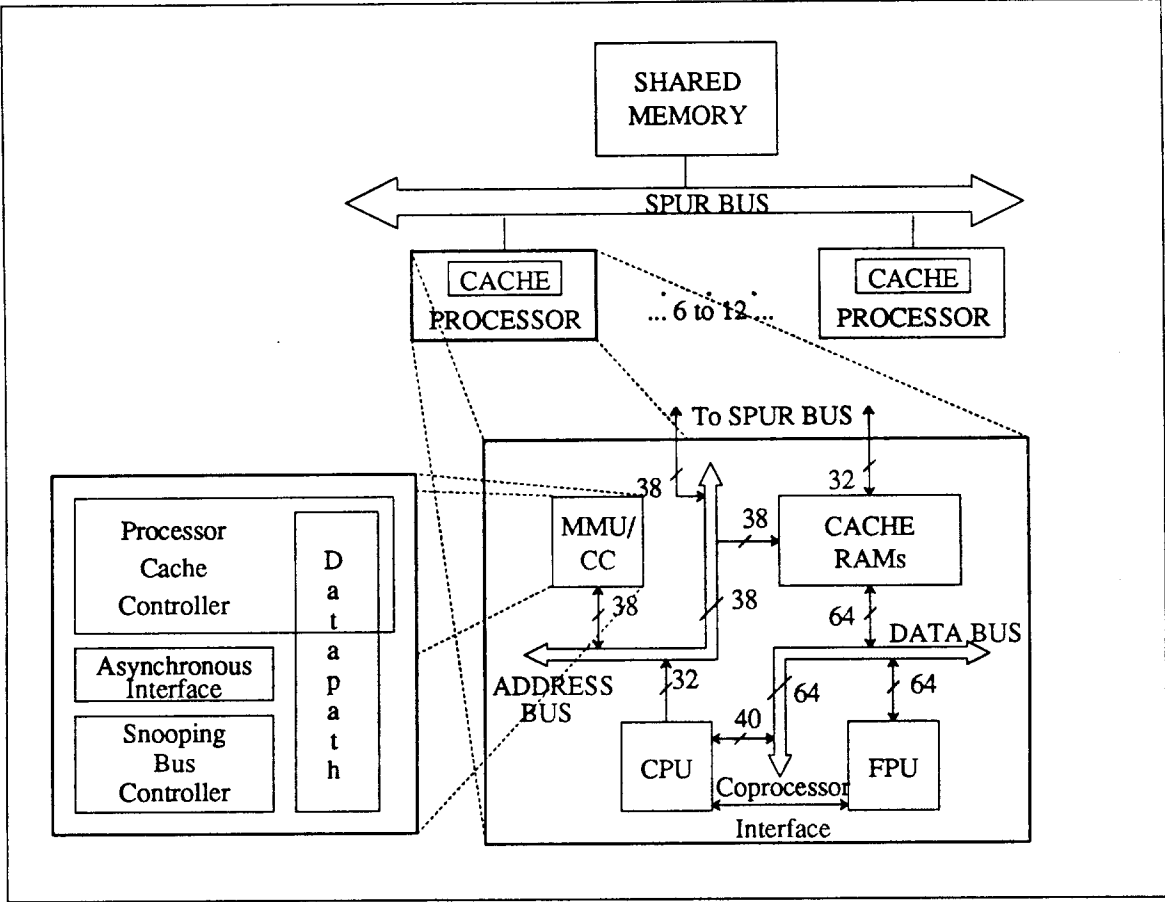 SHARED
MEMORY
SPUR BUS
CACHE
PROCESSOR
... 6 to 12 ...
CACHE
PROCESSOR
To SPUR BUS
38
32
MMU/
CC
38
CACHE
RAMs
38
38
64
DATA BUS
ADDRESS
BUS
32
64
64
40
CPU
FPU
Coprocessor
Interface
Processor
Cache
Controller
Asynchronous
Interface
Snooping
Bus
Controller
D
a
t
a
p
a
t
h